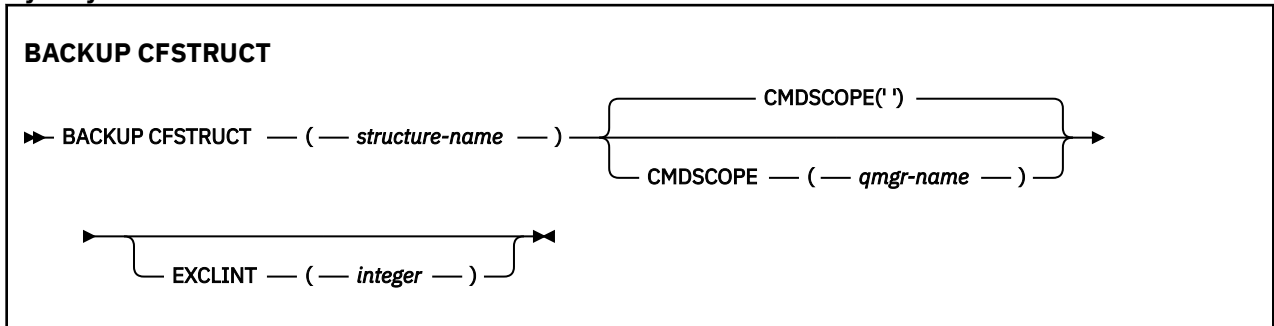 BACKUP CFSTRUCT
CMDSCOPE(' ')
BACKUP CFSTRUCT ( structure-name )
CMDSCOPE ( qmgr-name )
EXCLINT ( integer )